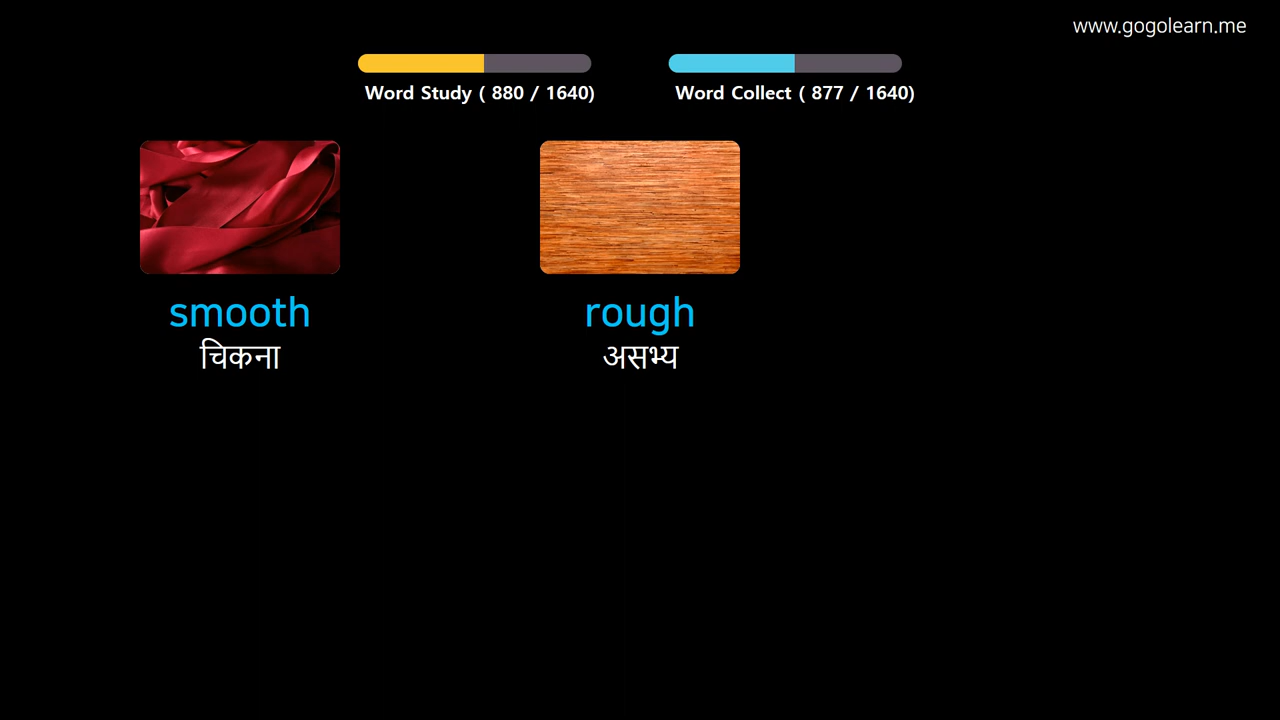 www.gogolearn.me
Word Study ( 880 / 1640)
Word Collect ( 877 / 1640)
smooth
चिकना
rough
असभ्य